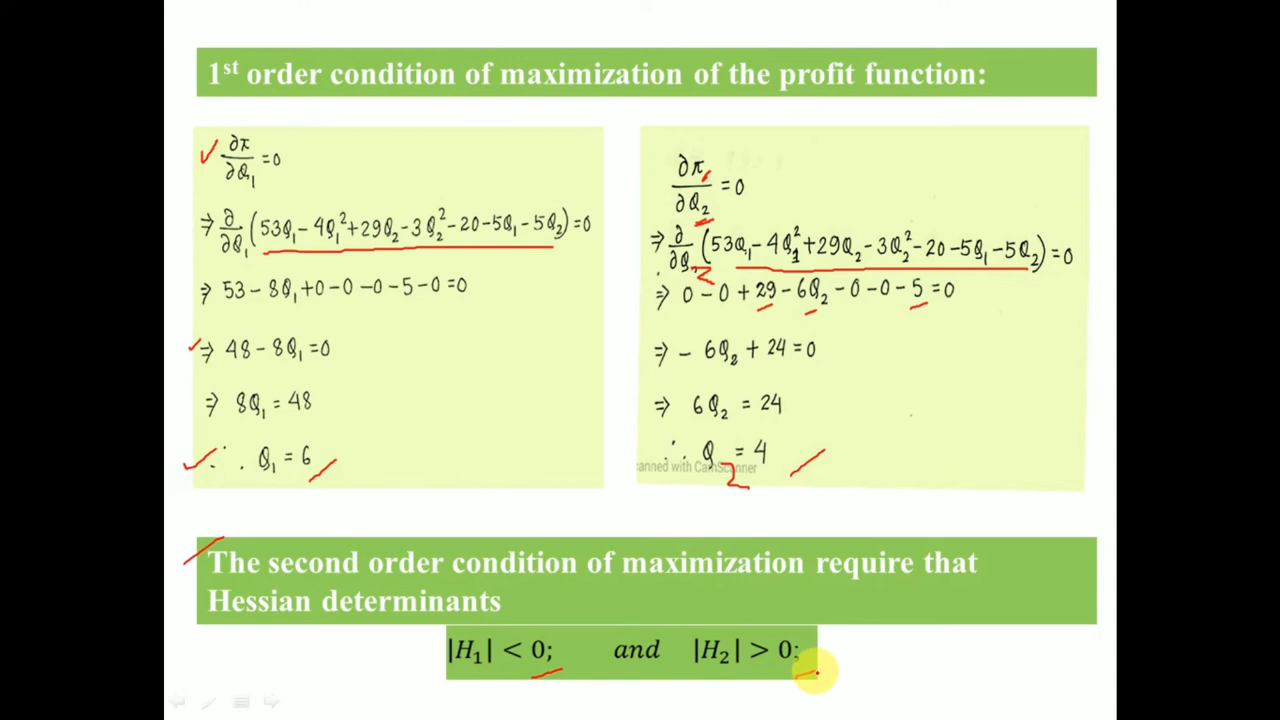 1st order condition of maximization of the profit function:
∂π/∂Q₁ = 0
⇒ ∂/∂Q₁ (53Q₁ - 4Q₁² + 29Q₂ - 3Q₂² - 20 - 5Q₁ - 5Q₂) = 0
⇒ 53 - 8Q₁ + 0 - 0 - 0 - 5 - 0 = 0
⇒ 48 - 8Q₁ = 0
⇒ 8Q₁ = 48
∴ Q₁ = 6
∂π/∂Q₂ = 0
⇒ ∂/∂Q₂ (53Q₁ - 4Q₁² + 29Q₂ - 3Q₂² - 20 - 5Q₁ - 5Q₂) = 0
⇒ 0 - 0 + 29 - 6Q₂ - 0 - 0 - 5 = 0
⇒ - 6Q₂ + 24 = 0
⇒ 6Q₂ = 24
∴ Q₂ = 4
canned with CamScanner
The second order condition of maximization require that
Hessian determinants
|H₁| < 0; and |H₂| > 0;